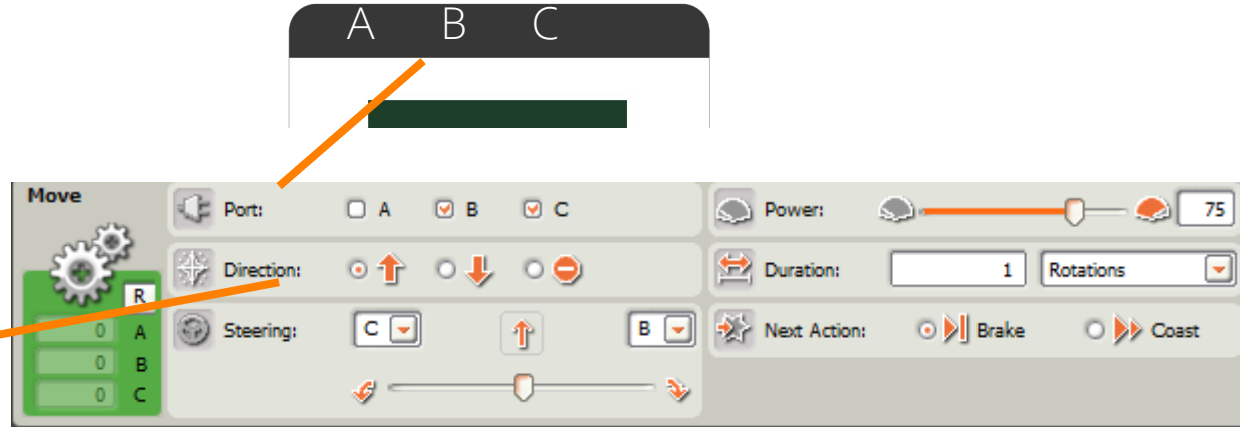 A B C
Move
Port: A B C
Power: 75
Direction:
Duration: 1 Rotations
R
Steering: C B
Next Action: Brake Coast
0 A
0 B
0 C